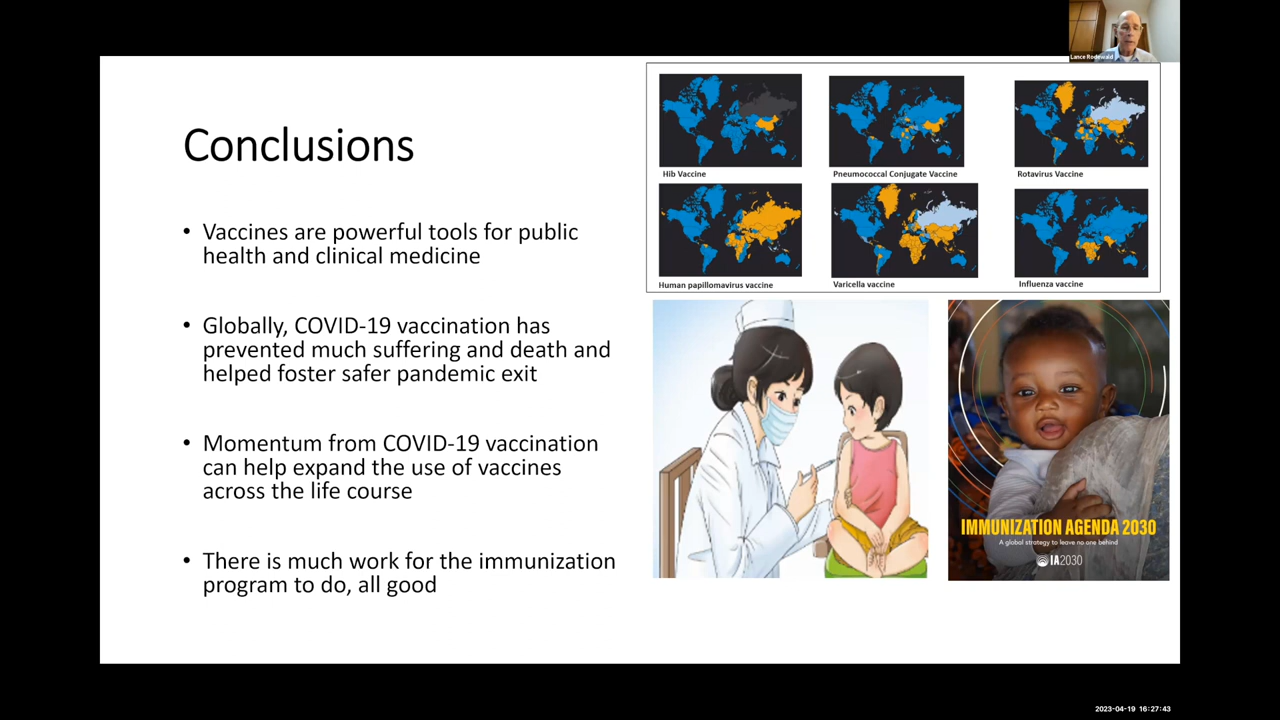 Lance Rodewald
Conclusions
• Vaccines are powerful tools for public
health and clinical medicine
• Globally, COVID-19 vaccination has
prevented much suffering and death and
helped foster safer pandemic exit
• Momentum from COVID-19 vaccination
can help expand the use of vaccines
across the life course
• There is much work for the immunization
program to do, all good
Hib Vaccine
Pneumococcal Conjugate Vaccine
Rotavirus Vaccine
Human papillomavirus vaccine
Varicella vaccine
Influenza vaccine
IMMUNIZATION AGENDA 2030
A global strategy to leave no one behind
IA2030
2023-04-19 16:27:43